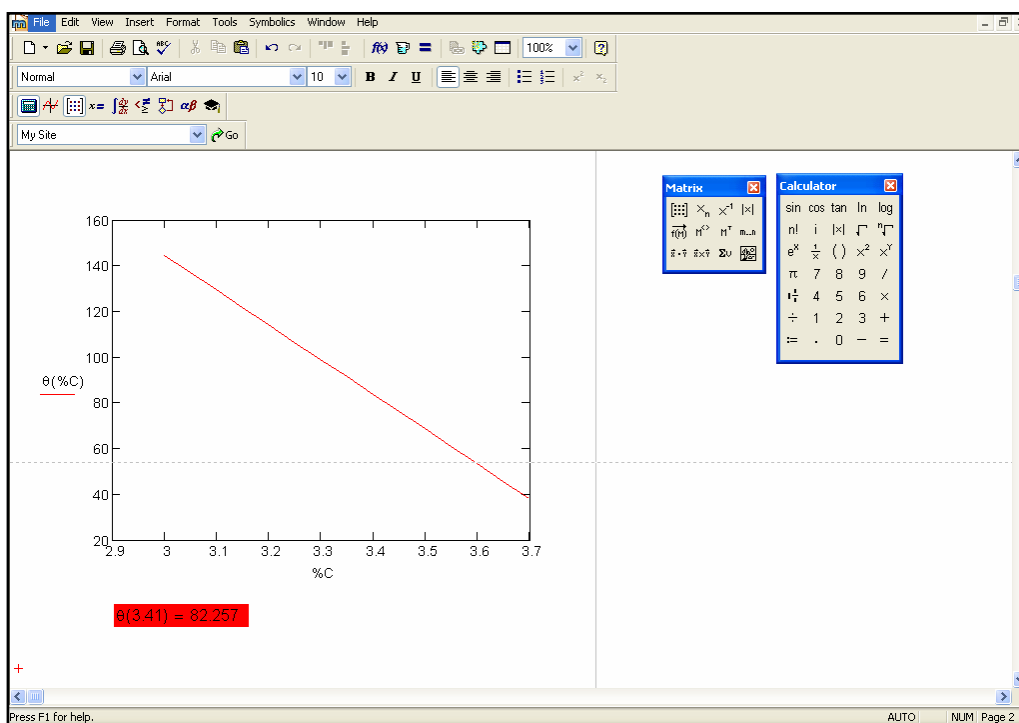 File Edit View Insert Format Tools Symbolics Window Help
100%
Normal Arial 10 B I U
My Site Go
Matrix
Calculator
sin cos tan ln log
n! i |×| √ ⁿ√
eˣ 1/x ( ) ×² ×ʸ
π 7 8 9 /
4 5 6 ×
÷ 1 2 3 +
:= . 0 − =
160
140
120
100
θ(%C)
80
60
40
20
2.9 3 3.1 3.2 3.3 3.4 3.5 3.6 3.7
%C
θ(3.41) = 82.257
Press F1 for help. AUTO NUM Page 2